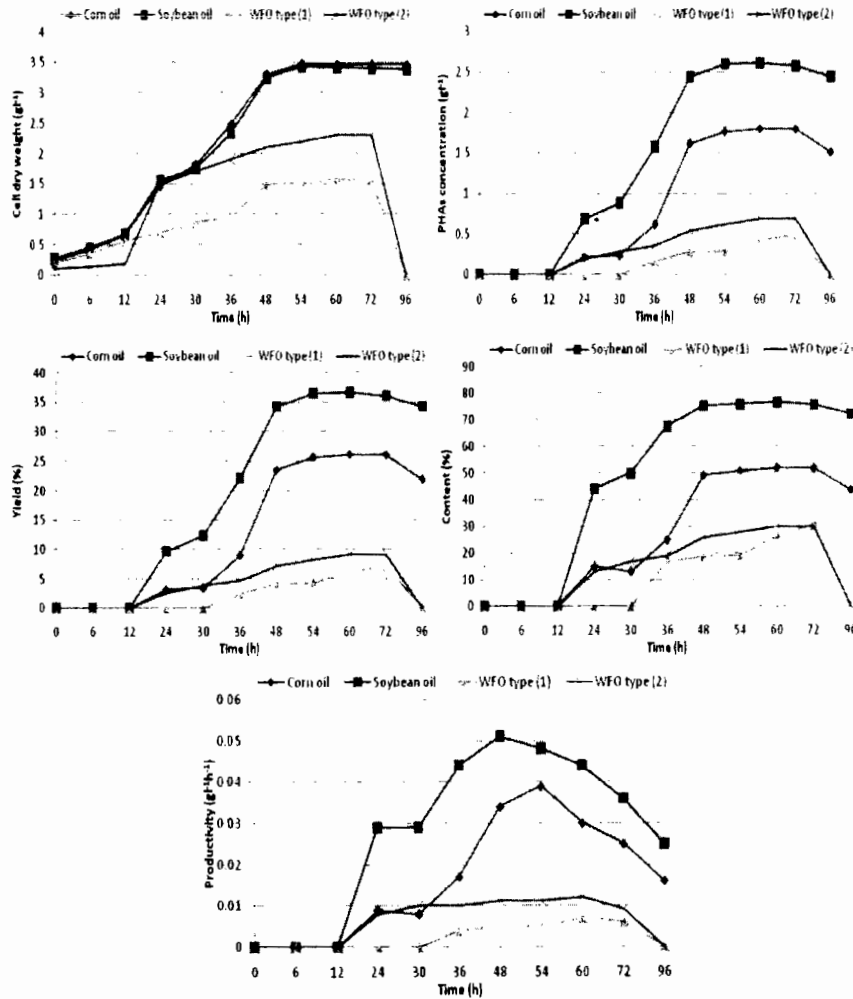 Corn oil Soybean oil WFO type (1) WFO type (2)
Cell dry weight (gl-1)
4
3.5
3
2.5
2
1.5
1
0.5
0
0 6 12 24 30 36 48 54 60 72 96
Time (h)
Corn oil Soybean oil WFO type (1) WFO type (2)
PHAs concentration (gl-1)
3
2.5
2
1.5
1
0.5
0
0 6 12 24 30 36 48 54 60 72 96
Time (h)
Corn oil Soybean oil WFO type (1) WFO type (2)
Yield (%)
40
35
30
25
20
15
10
5
0
0 6 12 24 30 36 48 54 60 72 96
Time (h)
Corn oil Soybean oil WFO type (1) WFO type (2)
Content (%)
90
80
70
60
50
40
30
20
10
0
0 6 12 24 30 36 48 54 60 72 96
Time (h)
Corn oil Soybean oil WFO type (1) WFO type (2)
Productivity (gl-1h-1)
0.06
0.05
0.04
0.03
0.02
0.01
0
0 6 12 24 30 36 48 54 60 72 96
Time (h)